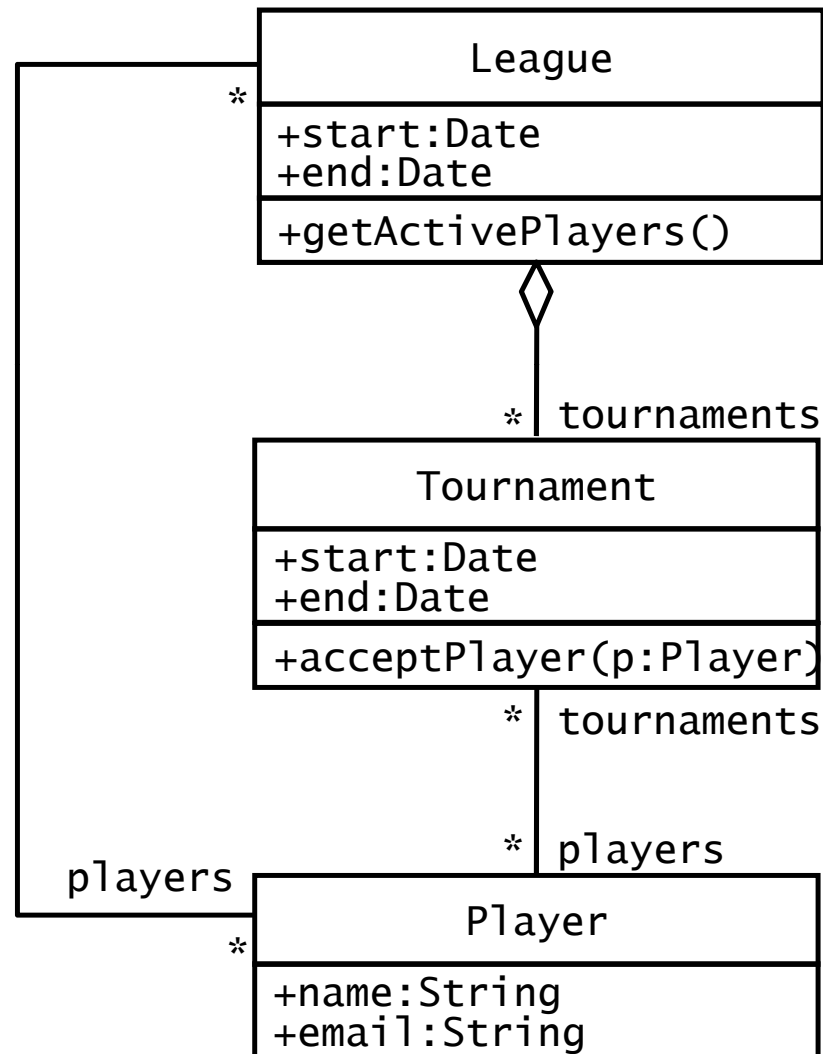 League
*
+start:Date
+end:Date
+getActivePlayers()
* tournaments
Tournament
+start:Date
+end:Date
+acceptPlayer(p:Player)
* tournaments
* players
players
Player
*
+name:String
+email:String